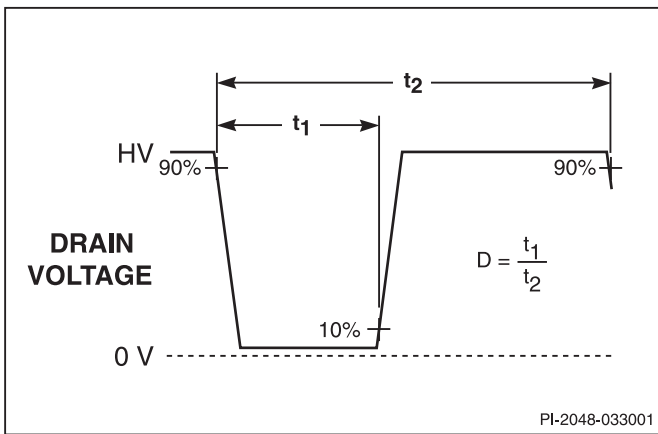 t2
t1
HV
90%
90%
DRAIN
VOLTAGE
D = t1
t2
10%
0 V
PI-2048-033001